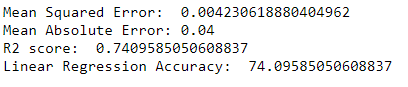 Mean Squared Error:  0.004230618880404962
Mean Absolute Error: 0.04
R2 score:  0.7409585050608837
Linear Regression Accuracy:  74.09585050608837